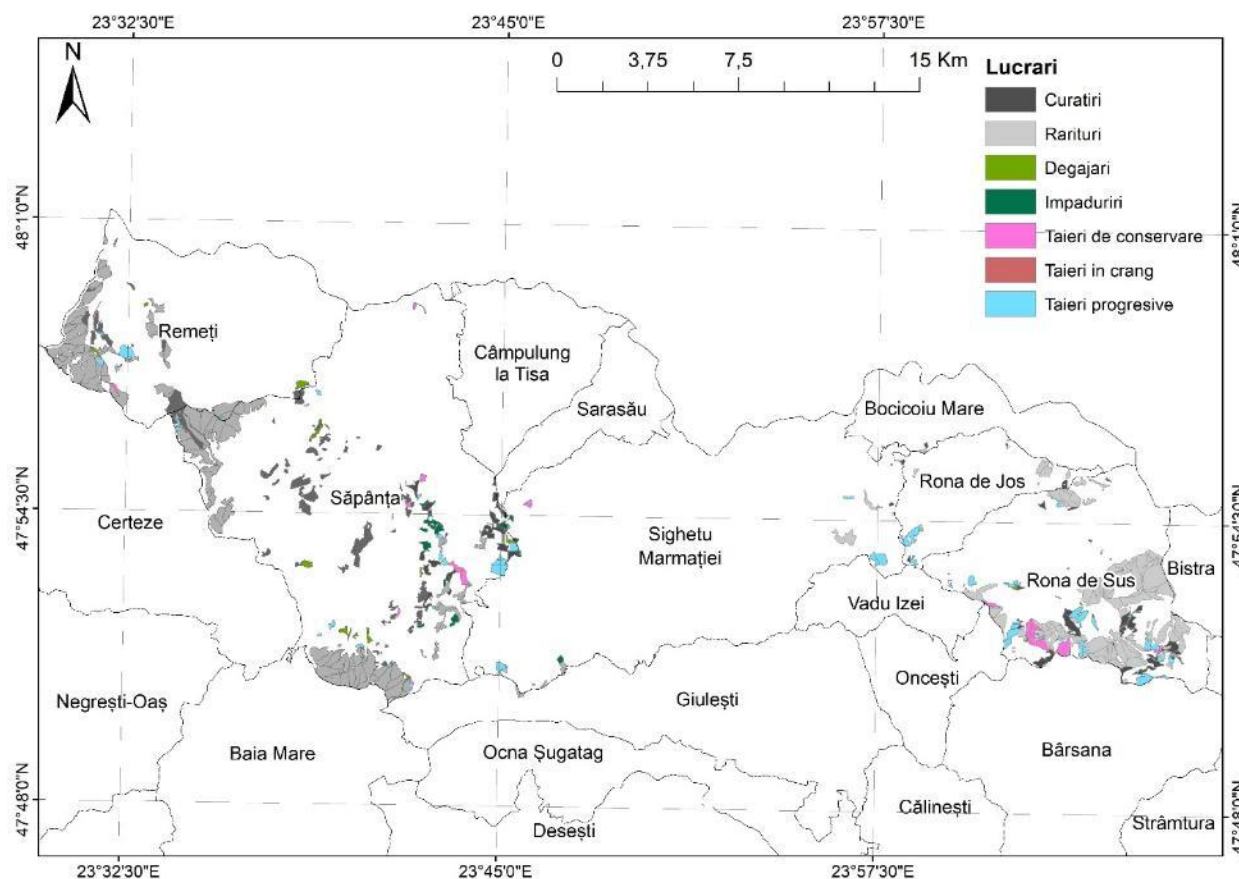 23°32'30"E
23°45'0"E
23°57'30"E
N
0
3,75
7,5
15 Km
Lucrari
Curatiri
Rarituri
Degajari
Impaduriri
Taieri de conservare
Taieri in crang
Taieri progresive
48°1'0"N
48°1'0"N
Remeți
Câmpulung
la Tisa
Sarasău
Bocicoiu Mare
Rona de Jos
Săpânța
47°54'30"N
47°54'30"N
Certeze
Sighetu
Marmației
Bistra
Rona de Sus
Vadu Izei
Oncești
Negrești-Oaș
Giulești
Baia Mare
Ocna Șugatag
Bârsana
47°48'0"N
47°48'0"N
Desești
Călinești
Strâmtura
23°32'30"E
23°45'0"E
23°57'30"E